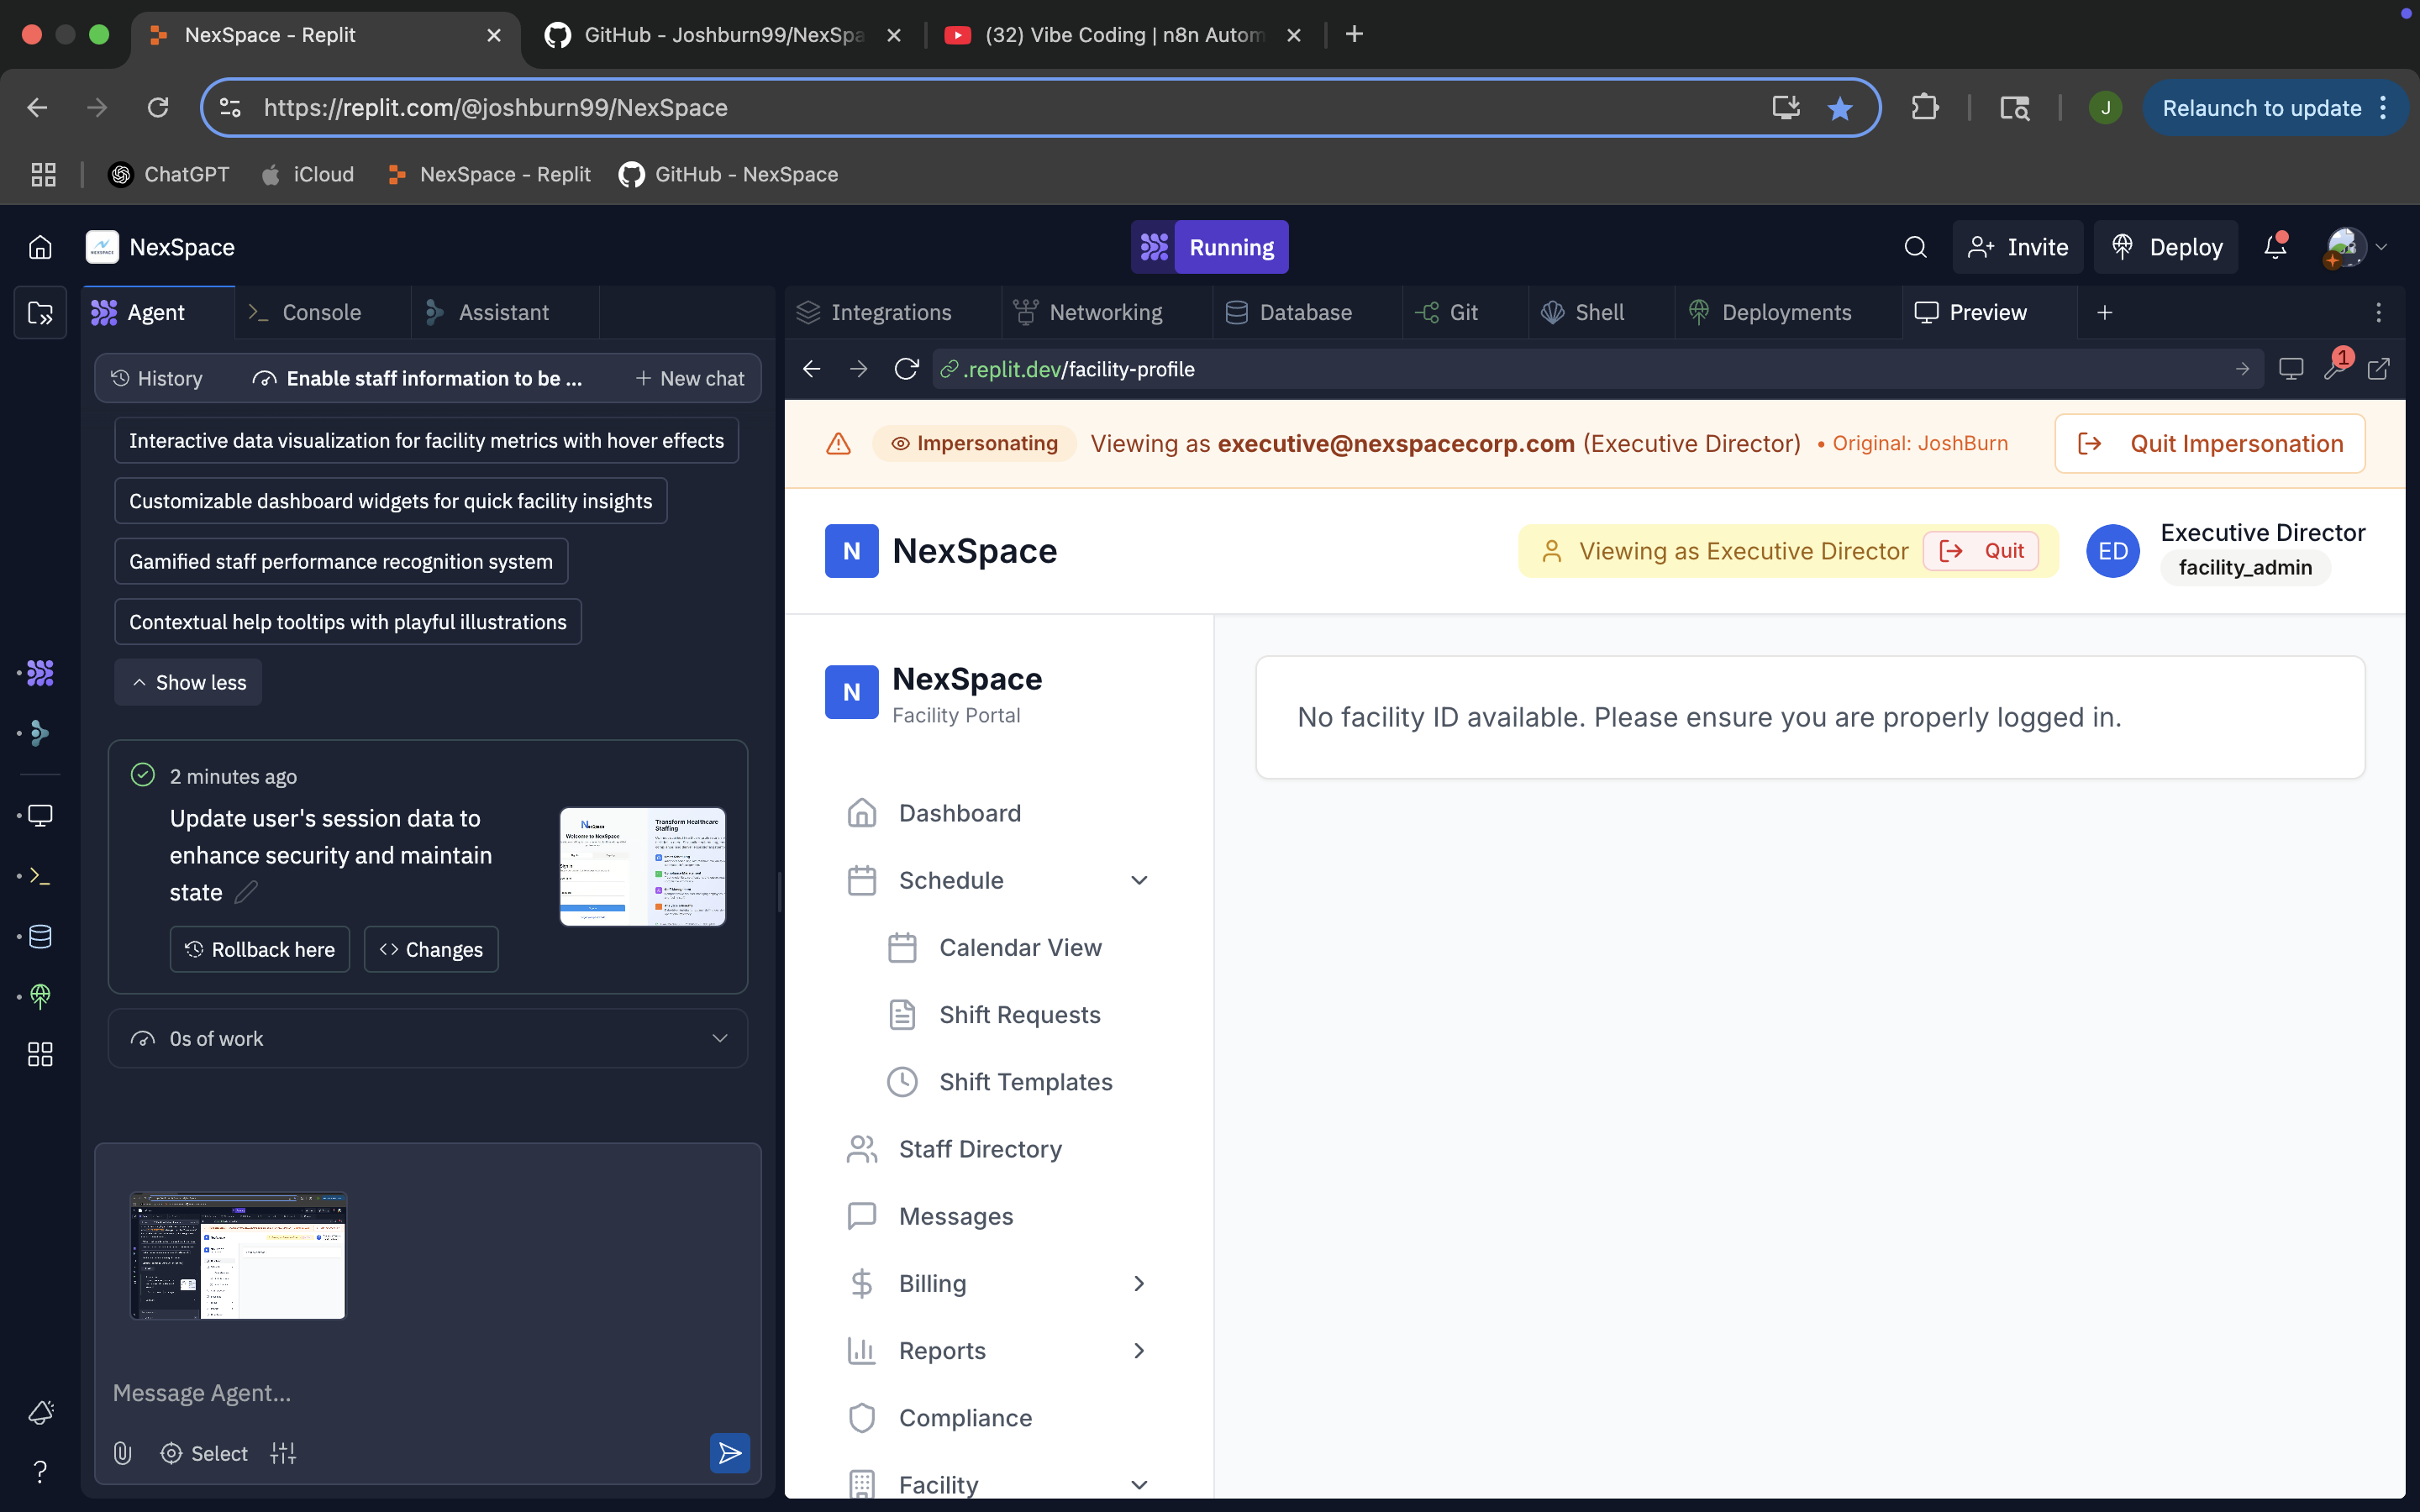 NexSpace - Replit
GitHub - Joshburn99/NexSpa
(32) Vibe Coding | n8n Autom
https://replit.com/@joshburn99/NexSpace
J
Relaunch to update
ChatGPT
iCloud
NexSpace - Replit
GitHub - NexSpace
NexSpace
Running
Invite
Deploy
Agent
Console
Assistant
Integrations
Networking
Database
Git
Shell
Deployments
Preview
History
Enable staff information to be ...
New chat
.replit.dev/facility-profile
1
Interactive data visualization for facility metrics with hover effects
Customizable dashboard widgets for quick facility insights
Gamified staff performance recognition system
Contextual help tooltips with playful illustrations
Show less
2 minutes ago
Update user's session data to
enhance security and maintain
state
Welcome to NexSpace
Transform Healthcare
Staffing
Rollback here
Changes
0s of work
Message Agent...
Select
Impersonating
Viewing as executive@nexspacecorp.com (Executive Director)
• Original: JoshBurn
Quit Impersonation
N
NexSpace
Viewing as Executive Director
Quit
ED
Executive Director
facility_admin
N
NexSpace
Facility Portal
No facility ID available. Please ensure you are properly logged in.
Dashboard
Schedule
Calendar View
Shift Requests
Shift Templates
Staff Directory
Messages
Billing
Reports
Compliance
Facility